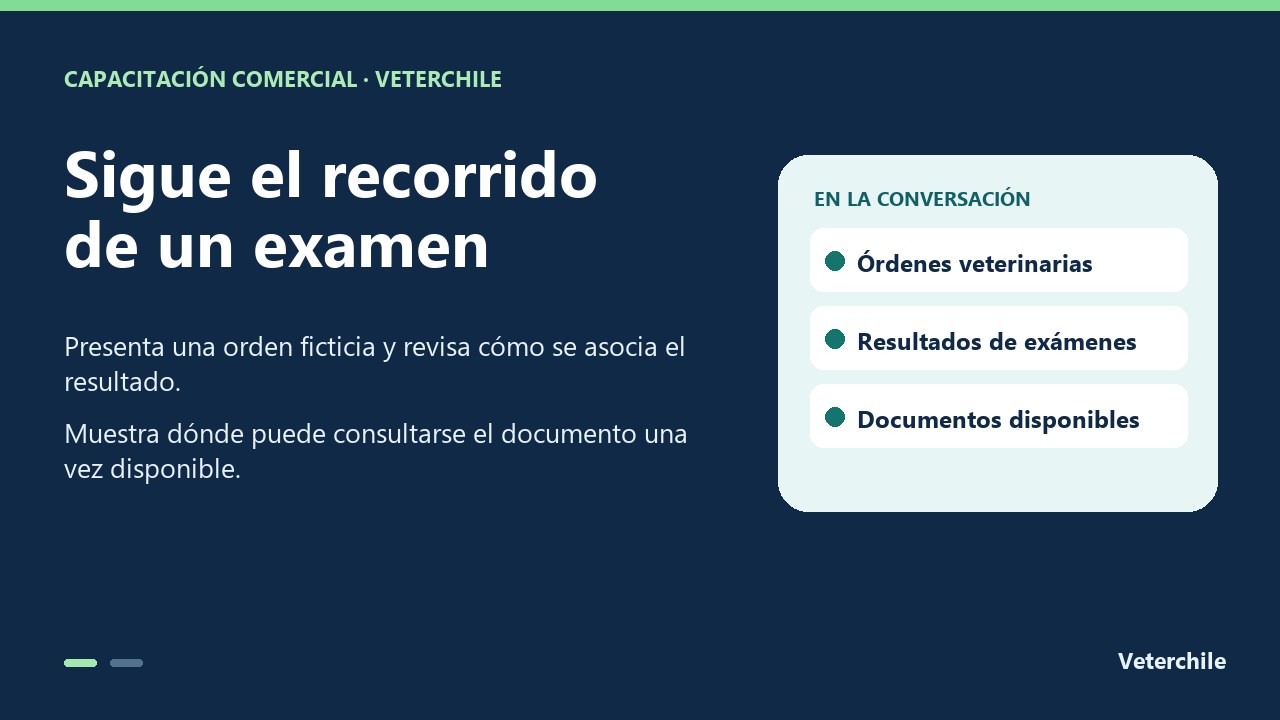 CAPACITACIÓN COMERCIAL · VETERCHILE
Sigue el recorrido
de un examen
Presenta una orden ficticia y revisa cómo se asocia el
resultado.
Muestra dónde puede consultarse el documento una
vez disponible.
EN LA CONVERSACIÓN
Órdenes veterinarias
Resultados de exámenes
Documentos disponibles
Veterchile